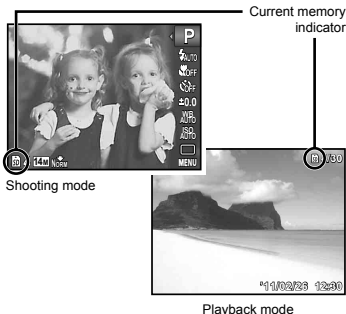 Current memory
indicator
P
AUTO
OFF
OFF
±0.0
WB
AUTO
ISO
AUTO
14M NORM
MENU
Shooting mode
/30
'11/02/26 12:30
Playback mode